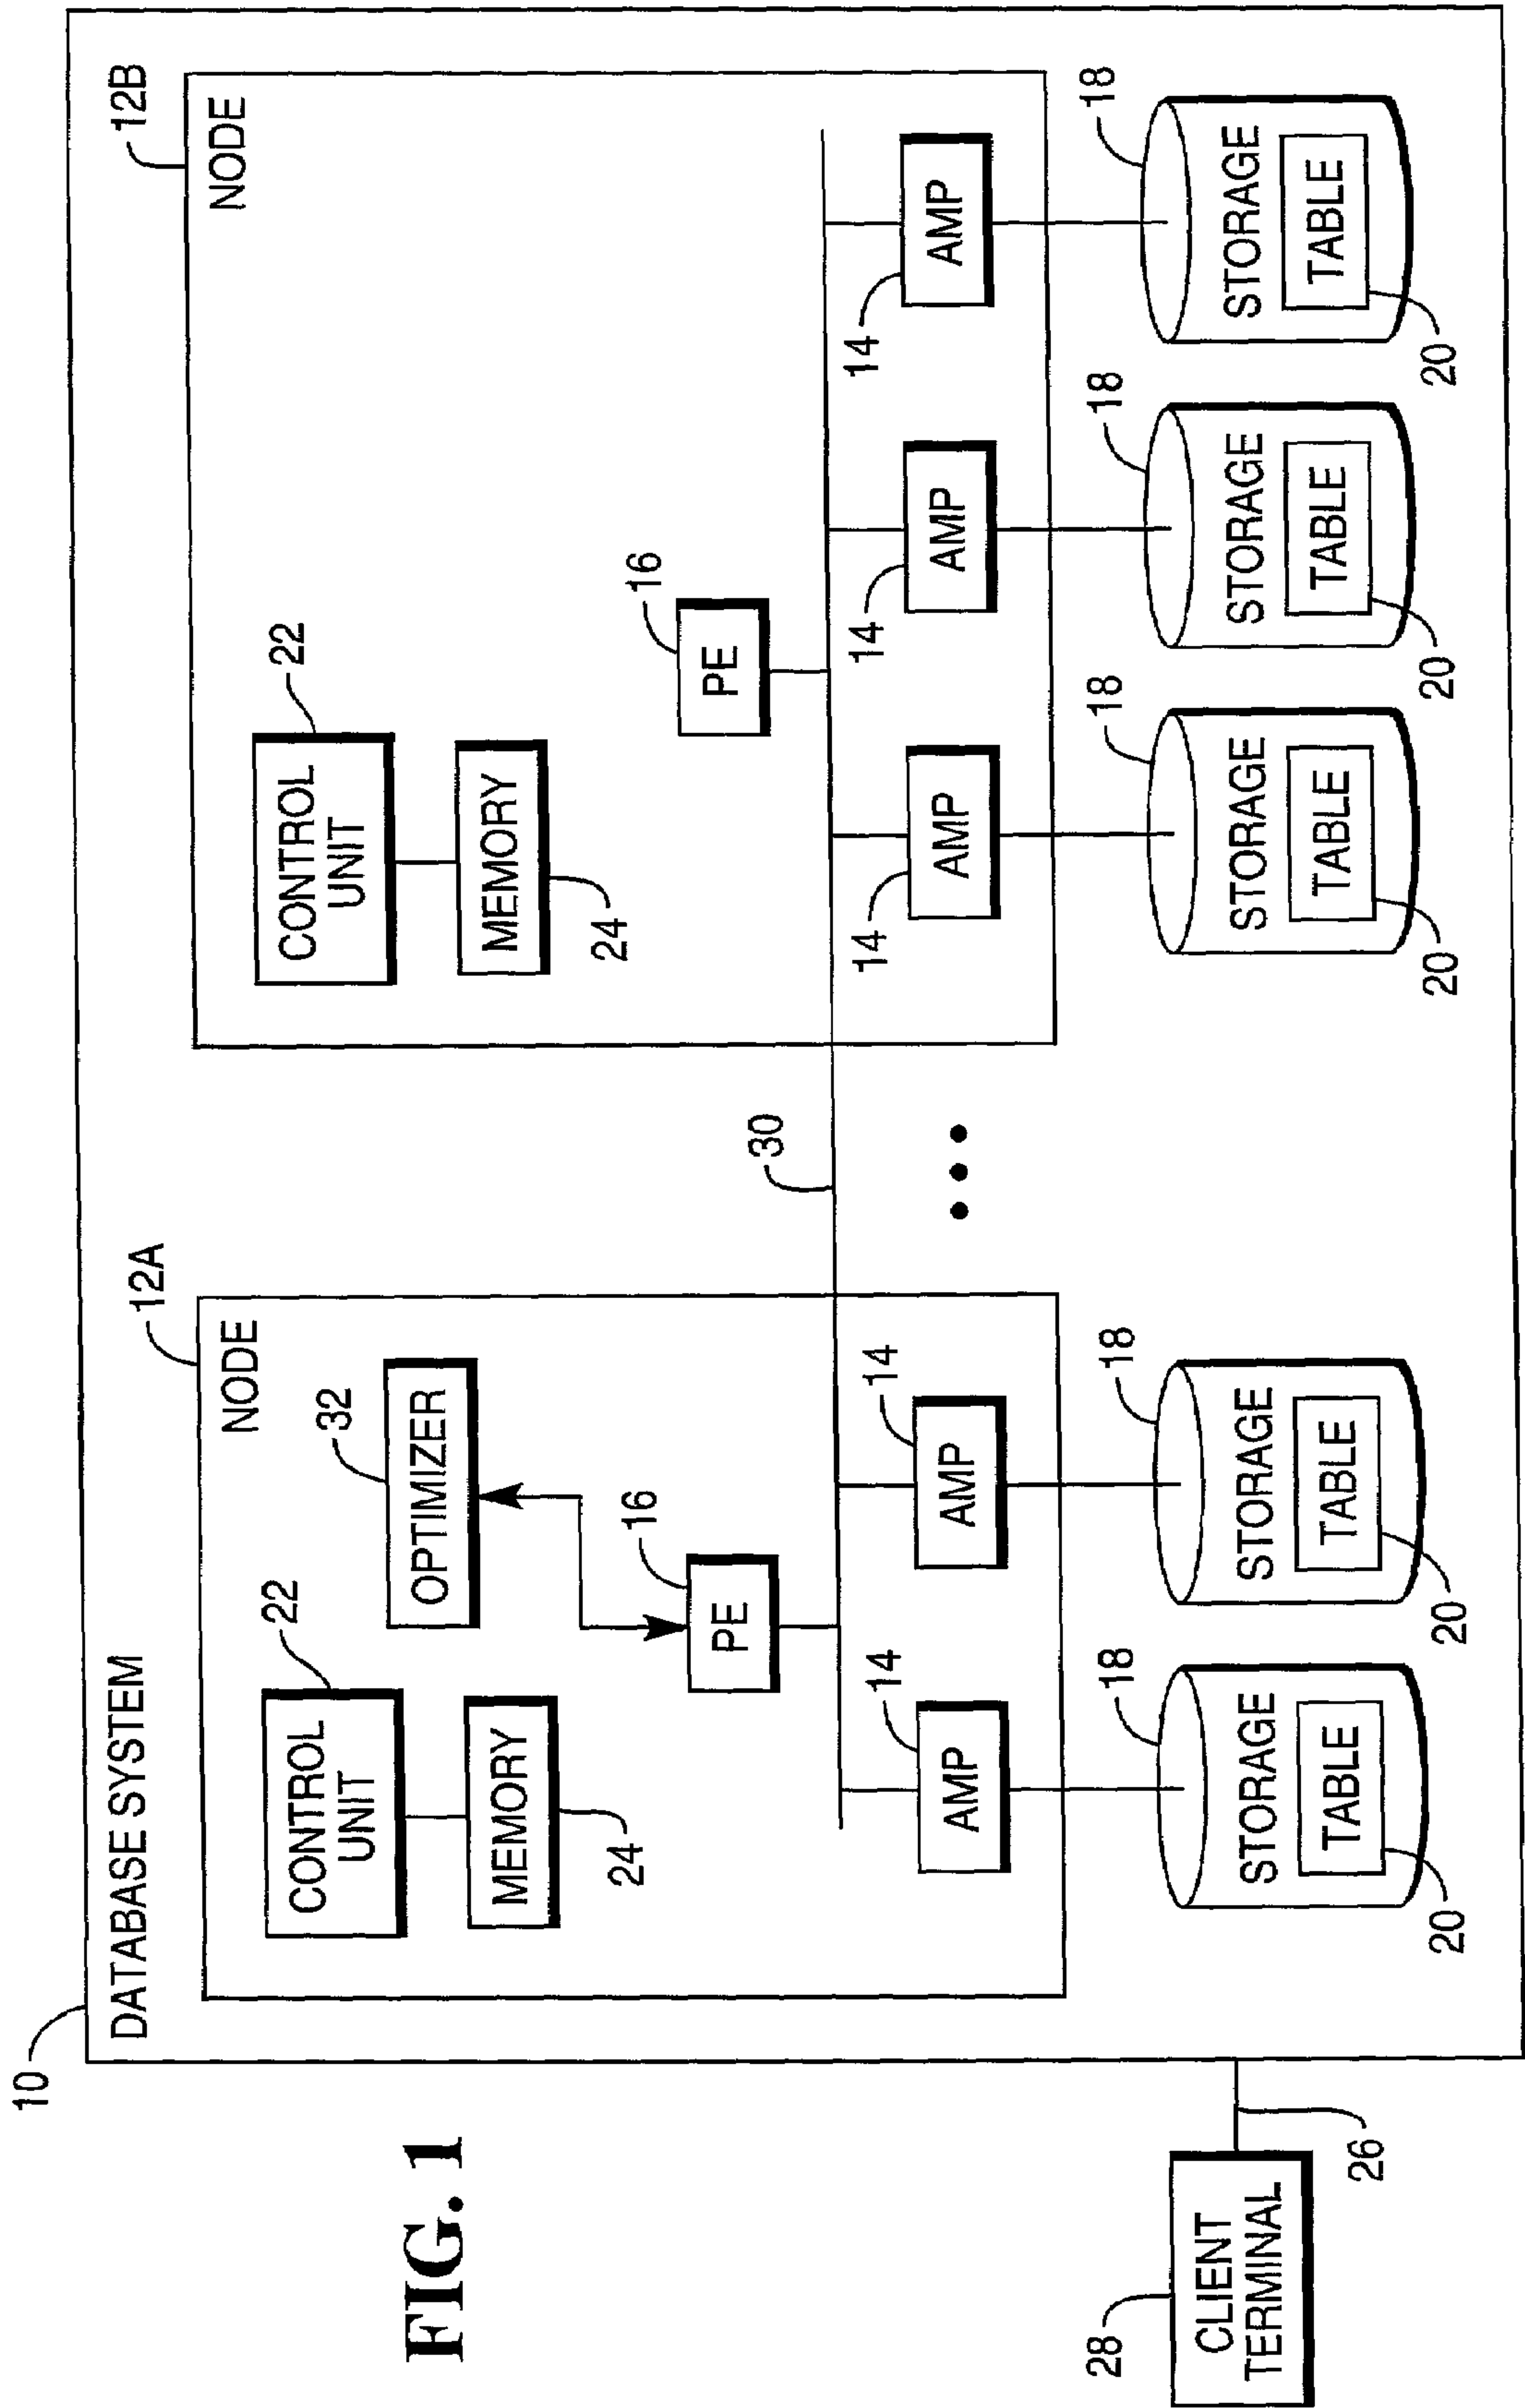 FIG. 1
10
DATABASE SYSTEM
12A
NODE
12B
NODE
22
CONTROL
UNIT
MEMORY
24
32
OPTIMIZER
16
PE
22
CONTROL
UNIT
MEMORY
24
16
PE
30
14
AMP
14
AMP
• • •
14
AMP
14
AMP
14
AMP
18
STORAGE
TABLE
20
18
STORAGE
TABLE
20
18
STORAGE
TABLE
20
18
STORAGE
TABLE
20
18
STORAGE
TABLE
20
28
CLIENT
TERMINAL
26